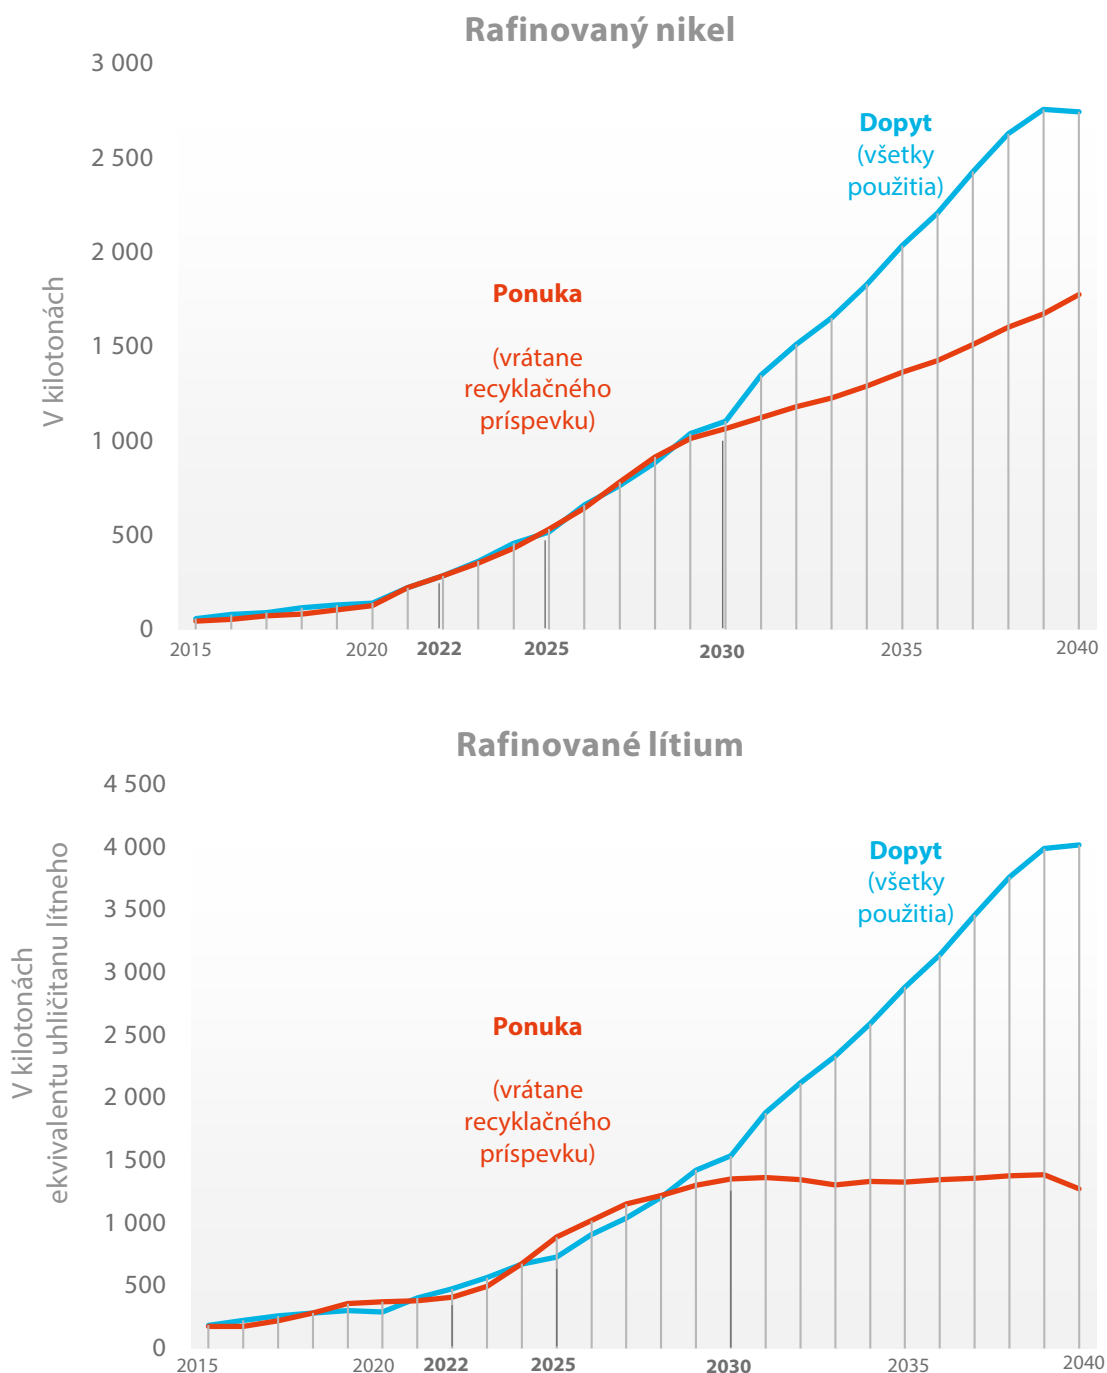 Rafinovaný nikel
3 000
2 500
2 000
1 500
1 000
500
0
V kilotonách
Dopyt
(všetky
použitia)
Ponuka
(vrátane
recyklačného
príspevku)
2015
2020
2022
2025
2030
2035
2040
Rafinované lítium
4 500
4 000
3 500
3 000
2 500
2 000
1 500
1 000
500
0
V kilotonách
ekvivalentu uhličitanu lítneho
Dopyt
(všetky
použitia)
Ponuka
(vrátane
recyklačného
príspevku)
2015
2020
2022
2025
2030
2035
2040